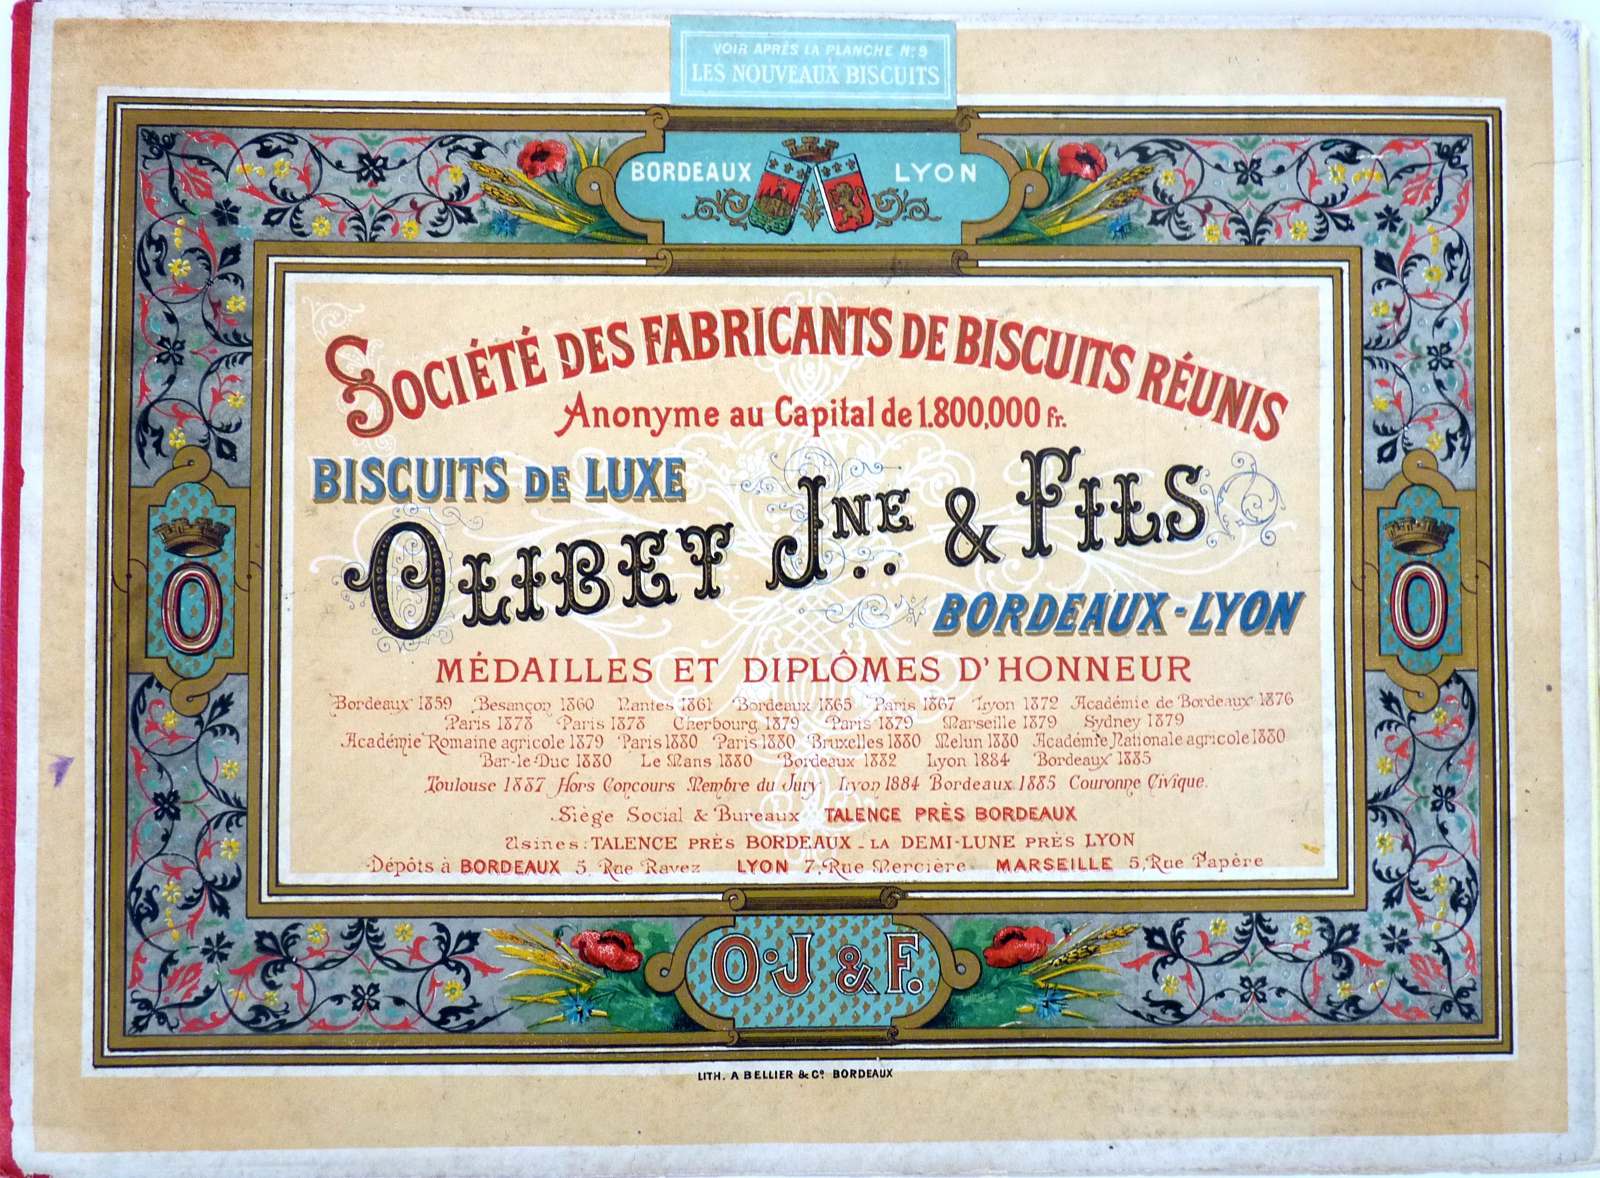 VOIR APRÈS LA PLANCHE Nº 9
LES NOUVEAUX BISCUITS
BORDEAUX LYON
SOCIÉTÉ DES FABRICANTS DE BISCUITS RÉUNIS
Anonyme au Capital de 1.800,000 fr.
BISCUITS DE LUXE
OLIBET JNE & FILS
BORDEAUX-LYON
O
O
MÉDAILLES ET DIPLÔMES D'HONNEUR
Bordeaux 1859 Besançon 1860 Nantes 1861 Bordeaux 1865 Paris 1867 Lyon 1872 Académie de Bordeaux 1876
Paris 1878 Paris 1878 Cherbourg 1879 Paris 1879 Marseille 1879 Sydney 1879
Académie Romaine agricole 1879 Paris 1880 Paris 1880 Bruxelles 1880 Melun 1880 Académie Nationale agricole 1880
Bar-le-Duc 1880 Le Mans 1880 Bordeaux 1882 Lyon 1884 Bordeaux 1885
Toulouse 1887 Hors Concours Membre du Jury Lyon 1884 Bordeaux 1885 Couronne Civique.
Siège Social & Bureaux TALENCE PRÈS BORDEAUX
Usines: TALENCE PRÈS BORDEAUX - LA DEMI-LUNE PRÈS LYON
Dépôts à BORDEAUX 5, Rue Ravez LYON 7, Rue Mercière MARSEILLE 5, Rue Papère
O. J & F.
LITH. A BELLIER & Cº BORDEAUX